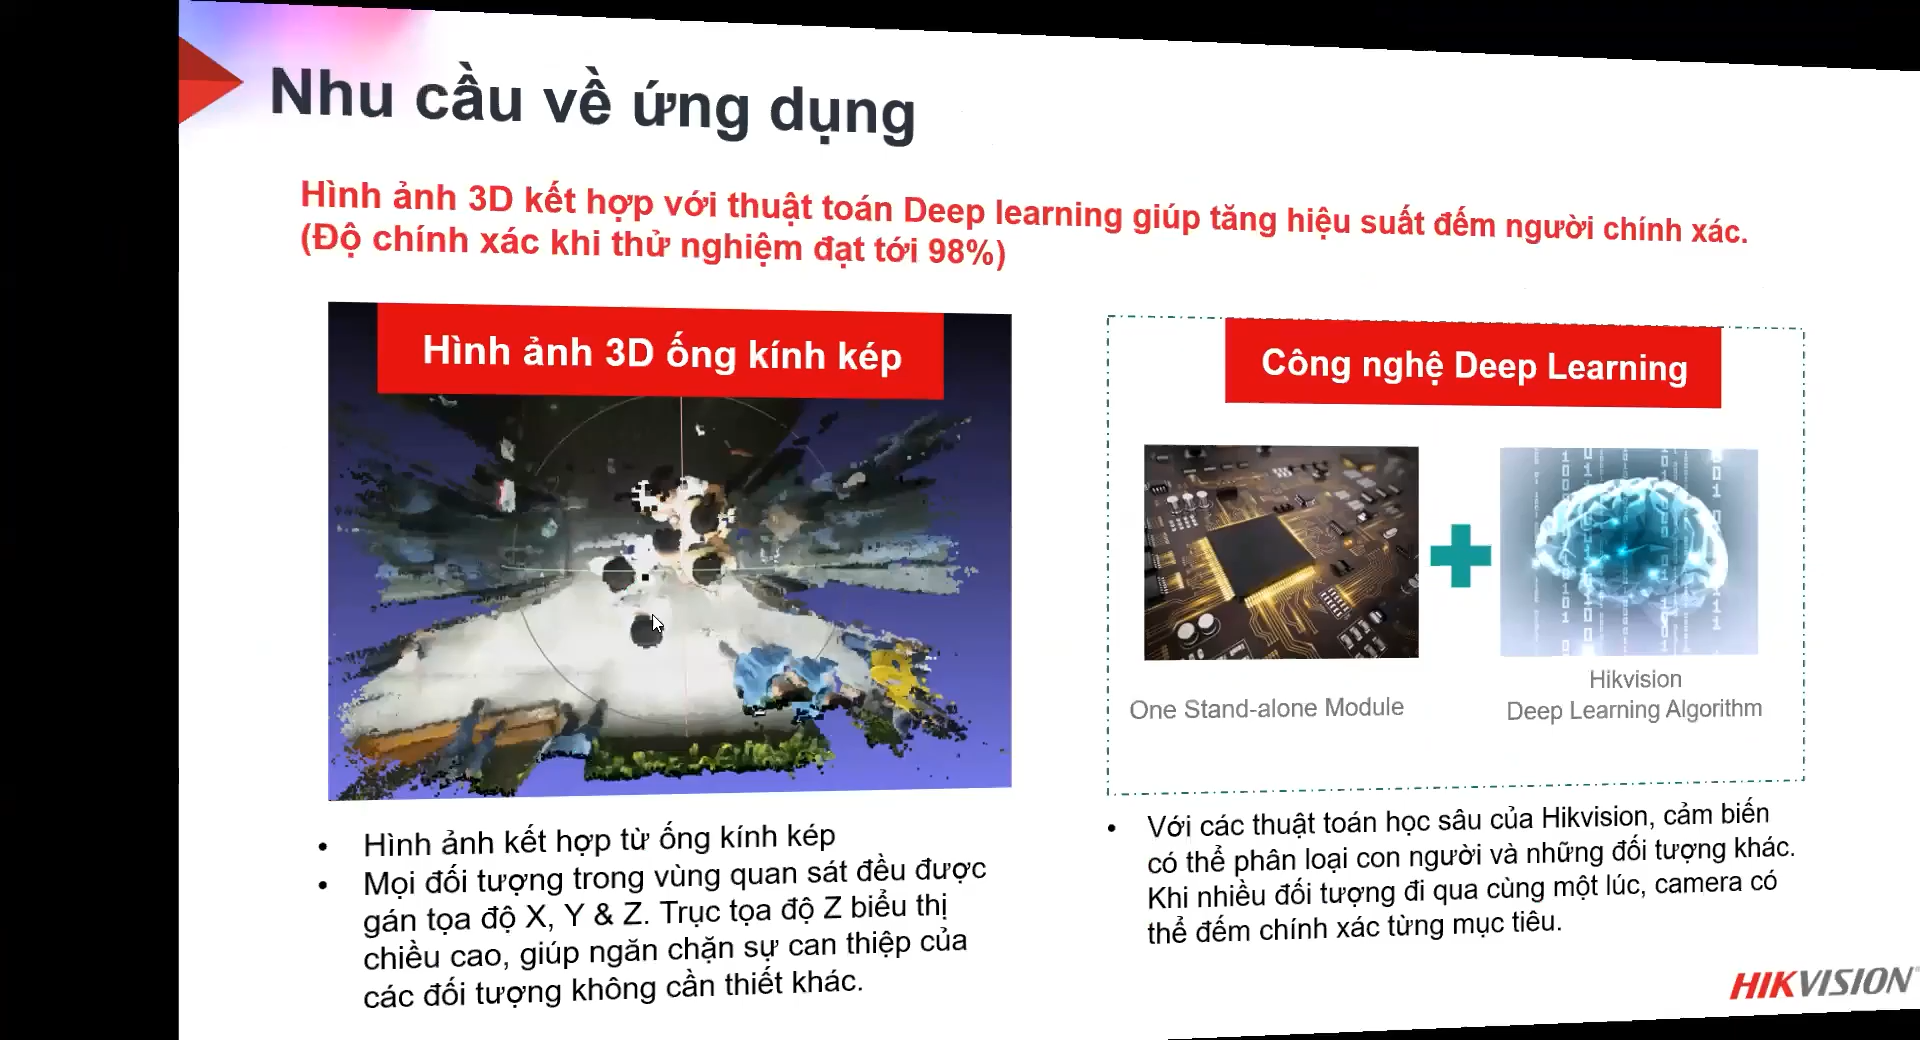 Nhu cầu về ứng dụng
Hình ảnh 3D kết hợp với thuật toán Deep learning giúp tăng hiệu suất đếm người chính xác.
(Độ chính xác khi thử nghiệm đạt tới 98%)
Hình ảnh 3D ống kính kép
• Hình ảnh kết hợp từ ống kính kép
• Mọi đối tượng trong vùng quan sát đều được
gán tọa độ X, Y & Z. Trục tọa độ Z biểu thị
chiều cao, giúp ngăn chặn sự can thiệp của
các đối tượng không cần thiết khác.
Công nghệ Deep Learning
One Stand-alone Module
Hikvision
Deep Learning Algorithm
• Với các thuật toán học sâu của Hikvision, cảm biến
có thể phân loại con người và những đối tượng khác.
Khi nhiều đối tượng đi qua cùng một lúc, camera có
thể đếm chính xác từng mục tiêu.
HIKVISION